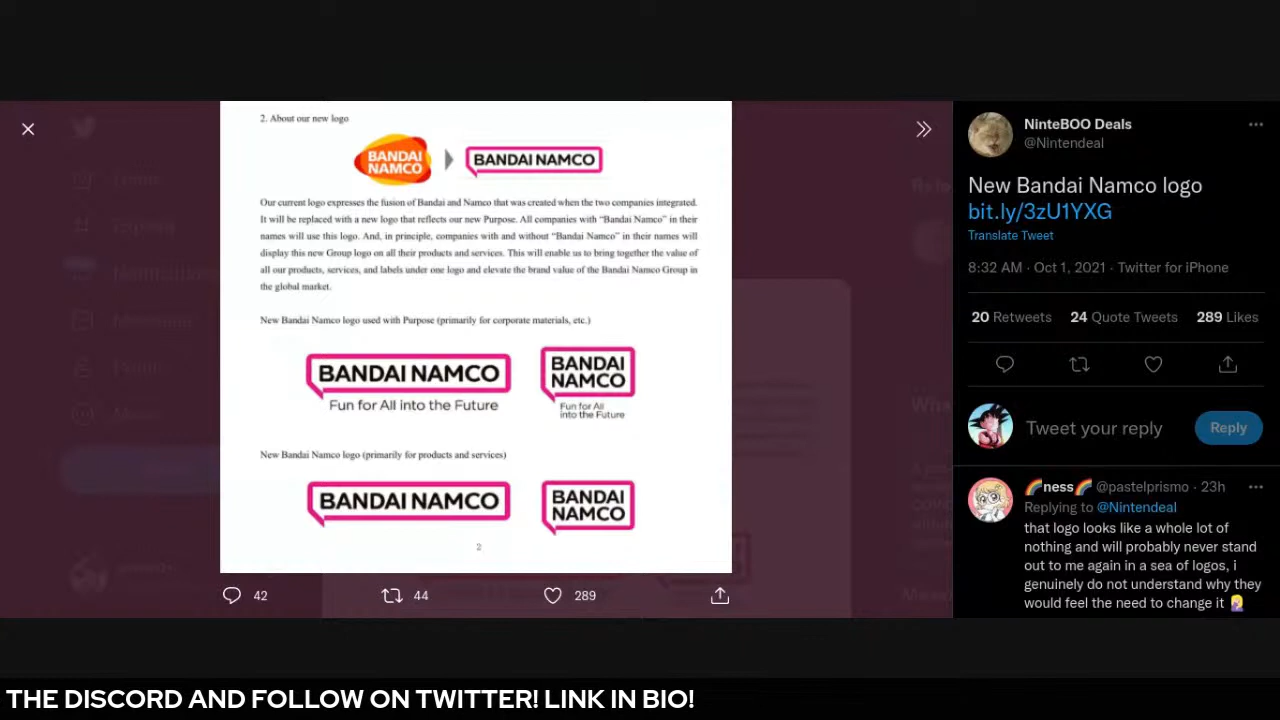 2. About our new logo
BANDAI
NAMCO
BANDAI NAMCO
Our current logo expresses the fusion of Bandai and Namco that was created when the two companies integrated.
It will be replaced with a new logo that reflects our new Purpose. All companies with “Bandai Namco” in their
names will use this logo. And, in principle, companies with and without “Bandai Namco” in their names will
display this new Group logo on all their products and services. This will enable us to bring together the value of
all our products, services, and labels under one logo and elevate the brand value of the Bandai Namco Group in
the global market.
New Bandai Namco logo used with Purpose (primarily for corporate materials, etc.)
BANDAI NAMCO
Fun for All into the Future
BANDAI
NAMCO
Fun for All
into the Future
New Bandai Namco logo (primarily for products and services)
BANDAI NAMCO
BANDAI
NAMCO
2
42
44
289
NinteBOO Deals
@Nintendeal
New Bandai Namco logo
bit.ly/3zU1YXG
Translate Tweet
8:32 AM · Oct 1, 2021 · Twitter for iPhone
20 Retweets 24 Quote Tweets 289 Likes
Tweet your reply
Reply
🌈ness🌈 @pastelprismo · 23h
Replying to @Nintendeal
that logo looks like a whole lot of
nothing and will probably never stand
out to me again in a sea of logos, i
genuinely do not understand why they
would feel the need to change it
THE DISCORD AND FOLLOW ON TWITTER! LINK IN BIO!